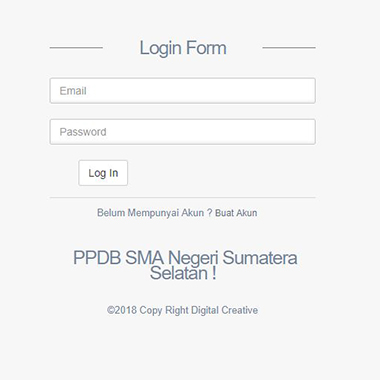 Login Form
Email
Password
Log In
Belum Mempunyai Akun ? Buat Akun
PPDB SMA Negeri Sumatera
Selatan !
©2018 Copy Right Digital Creative